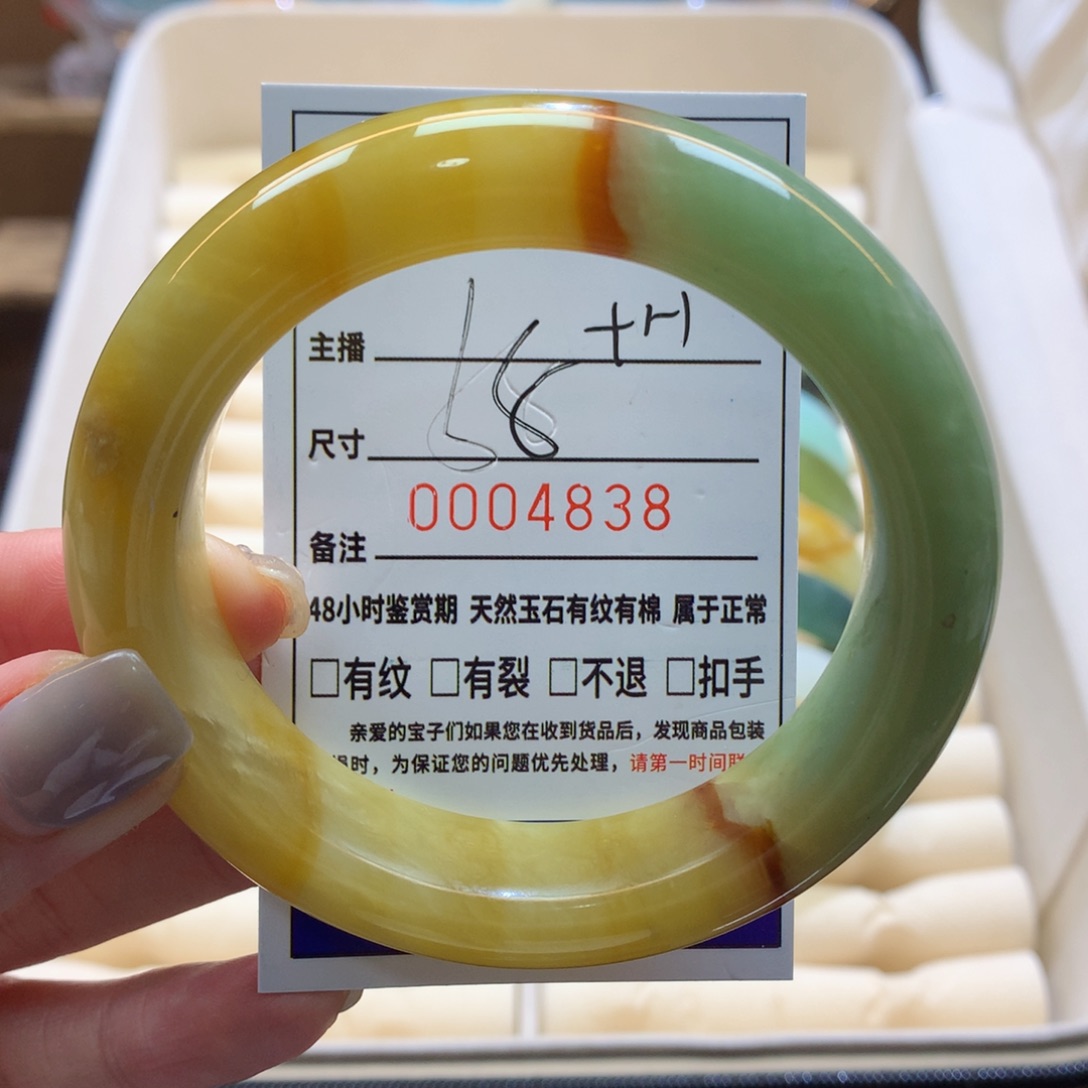 主播
尺寸 58
0004838
备注
48小时鉴赏期 天然玉石有纹有棉 属于正常
□有纹 □有裂 □不退 □扣手
亲爱的宝子们如果您在收到货品后，发现商品包装
时，为保证您的问题优先处理，请第一时间联